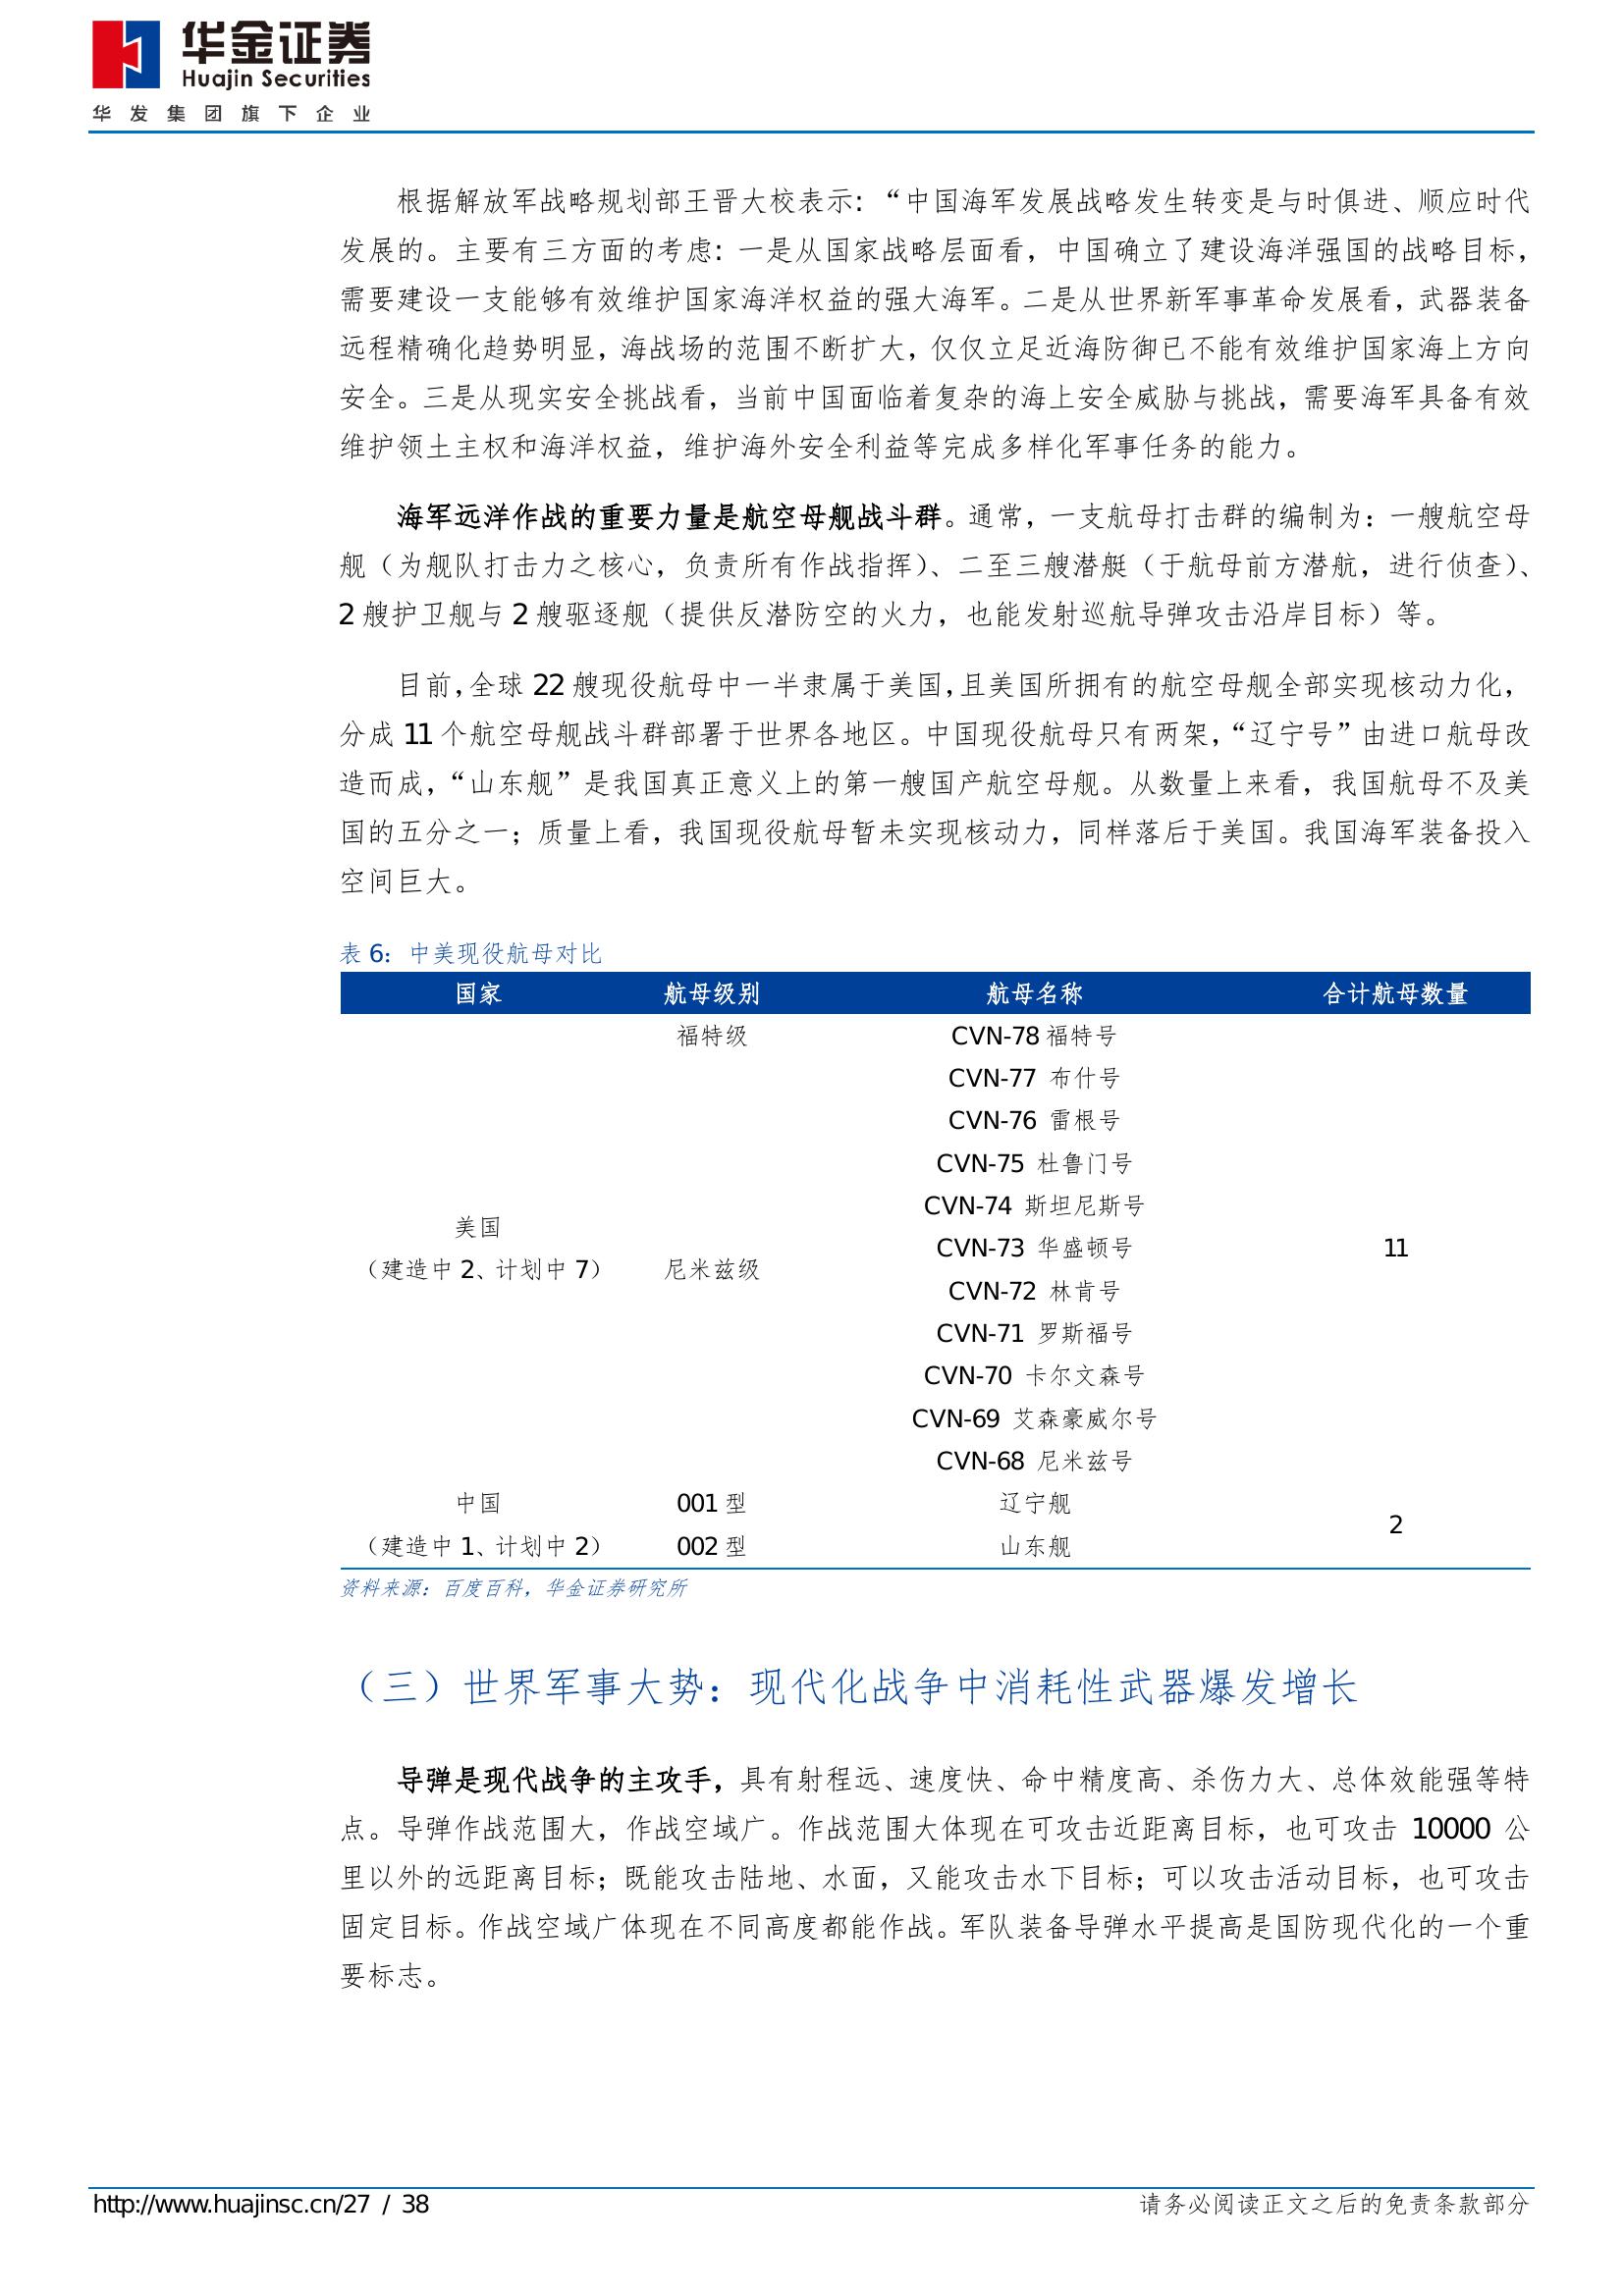 华金证券
Huajin Securities
华发集团旗下企业
根据解放军战略规划部王晋大校表示：“中国海军发展战略发生转变是与时俱进、顺应时代
发展的。主要有三方面的考虑：一是从国家战略层面看，中国确立了建设海洋强国的战略目标，
需要建设一支能够有效维护国家海洋权益的强大海军。二是从世界新军事革命发展看，武器装备
远程精确化趋势明显，海战场的范围不断扩大，仅仅立足近海防御已不能有效维护国家海上方向
安全。三是从现实安全挑战看，当前中国面临着复杂的海上安全威胁与挑战，需要海军具备有效
维护领土主权和海洋权益，维护海外安全利益等完成多样化军事任务的能力。
海军远洋作战的重要力量是航空母舰战斗群。通常，一支航母打击群的编制为：一艘航空母
舰（为舰队打击力之核心，负责所有作战指挥）、二至三艘潜艇（于航母前方潜航，进行侦查）、
2 艘护卫舰与 2 艘驱逐舰（提供反潜防空的火力，也能发射巡航导弹攻击沿岸目标）等。
目前，全球 22 艘现役航母中一半隶属于美国，且美国所拥有的航空母舰全部实现核动力化，
分成 11 个航空母舰战斗群部署于世界各地区。中国现役航母只有两架，“辽宁号”由进口航母改
造而成，“山东舰”是我国真正意义上的第一艘国产航空母舰。从数量上来看，我国航母不及美
国的五分之一；质量上看，我国现役航母暂未实现核动力，同样落后于美国。我国海军装备投入
空间巨大。
表 6：中美现役航母对比
国家 航母级别 航母名称 合计航母数量
福特级 CVN-78 福特号
CVN-77 布什号
CVN-76 雷根号
CVN-75 杜鲁门号
CVN-74 斯坦尼斯号
美国
CVN-73 华盛顿号 11
（建造中 2、计划中 7） 尼米兹级
CVN-72 林肯号
CVN-71 罗斯福号
CVN-70 卡尔文森号
CVN-69 艾森豪威尔号
CVN-68 尼米兹号
中国 001 型 辽宁舰
2
（建造中 1、计划中 2） 002 型 山东舰
资料来源：百度百科，华金证券研究所
（三）世界军事大势：现代化战争中消耗性武器爆发增长
导弹是现代战争的主攻手，具有射程远、速度快、命中精度高、杀伤力大、总体效能强等特
点。导弹作战范围大，作战空域广。作战范围大体现在可攻击近距离目标，也可攻击 10000 公
里以外的远距离目标；既能攻击陆地、水面，又能攻击水下目标；可以攻击活动目标，也可攻击
固定目标。作战空域广体现在不同高度都能作战。军队装备导弹水平提高是国防现代化的一个重
要标志。
http://www.huajinsc.cn/27 / 38 请务必阅读正文之后的免责条款部分